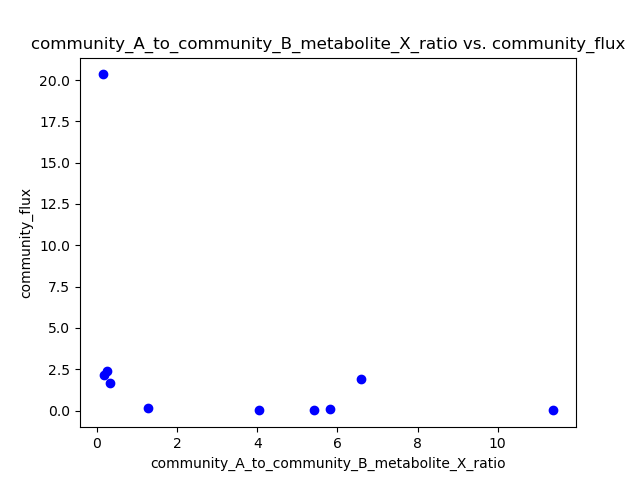 community_A_to_community_B_metabolite_X_ratio vs. community_flux
20.0
17.5
15.0
12.5
10.0
7.5
5.0
2.5
0.0
community_flux
0 2 4 6 8 10
community_A_to_community_B_metabolite_X_ratio